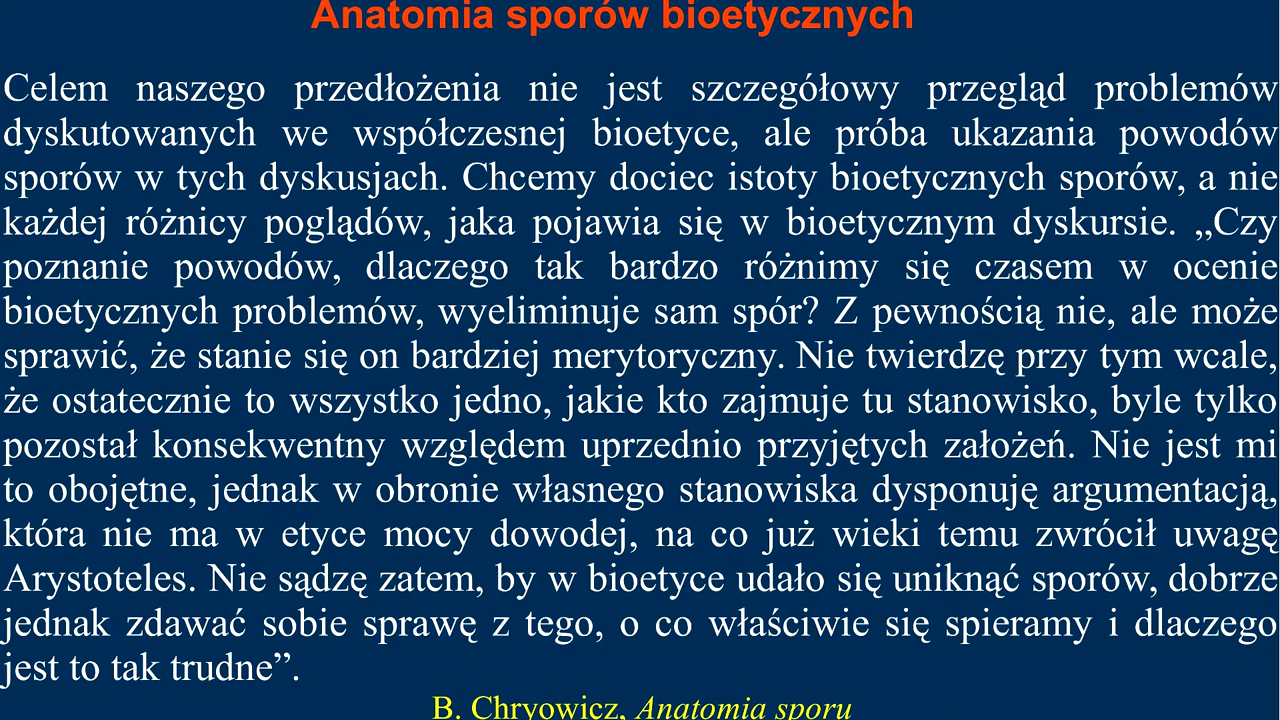 Anatomia sporów bioetycznych
Celem naszego przedłożenia nie jest szczegółowy przegląd problemów
dyskutowanych we współczesnej bioetyce, ale próba ukazania powodów
sporów w tych dyskusjach. Chcemy dociec istoty bioetycznych sporów, a nie
każdej różnicy poglądów, jaka pojawia się w bioetycznym dyskursie. „Czy
poznanie powodów, dlaczego tak bardzo różnimy się czasem w ocenie
bioetycznych problemów, wyeliminuje sam spór? Z pewnością nie, ale może
sprawić, że stanie się on bardziej merytoryczny. Nie twierdzę przy tym wcale,
że ostatecznie to wszystko jedno, jakie kto zajmuje tu stanowisko, byle tylko
pozostał konsekwentny względem uprzednio przyjętych założeń. Nie jest mi
to obojętne, jednak w obronie własnego stanowiska dysponuję argumentacją,
która nie ma w etyce mocy dowodej, na co już wieki temu zwrócił uwagę
Arystoteles. Nie sądzę zatem, by w bioetyce udało się uniknąć sporów, dobrze
jednak zdawać sobie sprawę z tego, o co właściwie się spieramy i dlaczego
jest to tak trudne”.
B. Chryowicz, Anatomia sporu